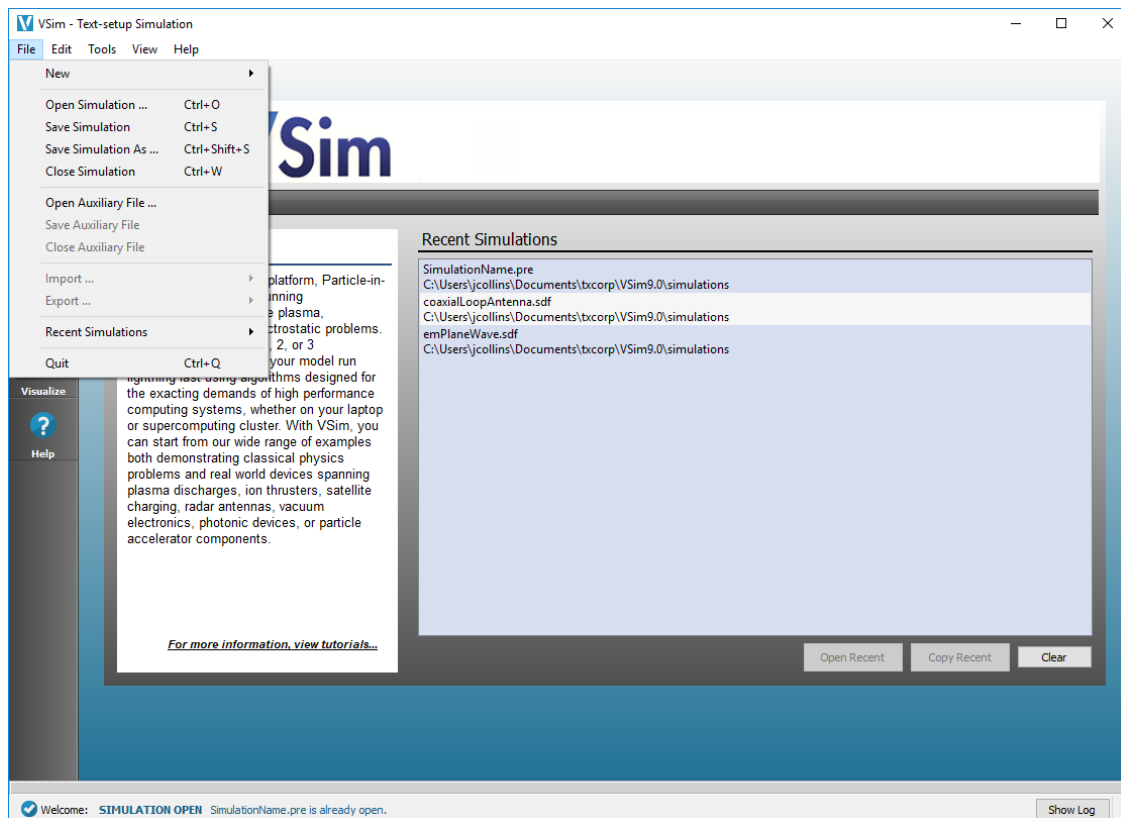 VSim - Text-setup Simulation
File Edit Tools View Help
New
Open Simulation ... Ctrl+O
Save Simulation Ctrl+S
Save Simulation As ... Ctrl+Shift+S
Close Simulation Ctrl+W
Open Auxiliary File ...
Save Auxiliary File
Close Auxiliary File
Import ...
Export ...
Recent Simulations
Quit Ctrl+Q
Sim
Visualize
Help
platform, Particle-in-
plasma,
ctrostatic problems.
, 2, or 3
your model run
lightning fast using algorithms designed for
the exacting demands of high performance
computing systems, whether on your laptop
or supercomputing cluster. With VSim, you
can start from our wide range of examples
both demonstrating classical physics
problems and real world devices spanning
plasma discharges, ion thrusters, satellite
charging, radar antennas, vacuum
electronics, photonic devices, or particle
accelerator components.
For more information, view tutorials...
Recent Simulations
SimulationName.pre
C:\Users\jcollins\Documents\txcorp\VSim9.0\simulations
coaxialLoopAntenna.sdf
C:\Users\jcollins\Documents\txcorp\VSim9.0\simulations
emPlaneWave.sdf
C:\Users\jcollins\Documents\txcorp\VSim9.0\simulations
Open Recent Copy Recent Clear
Welcome: SIMULATION OPEN SimulationName.pre is already open.
Show Log